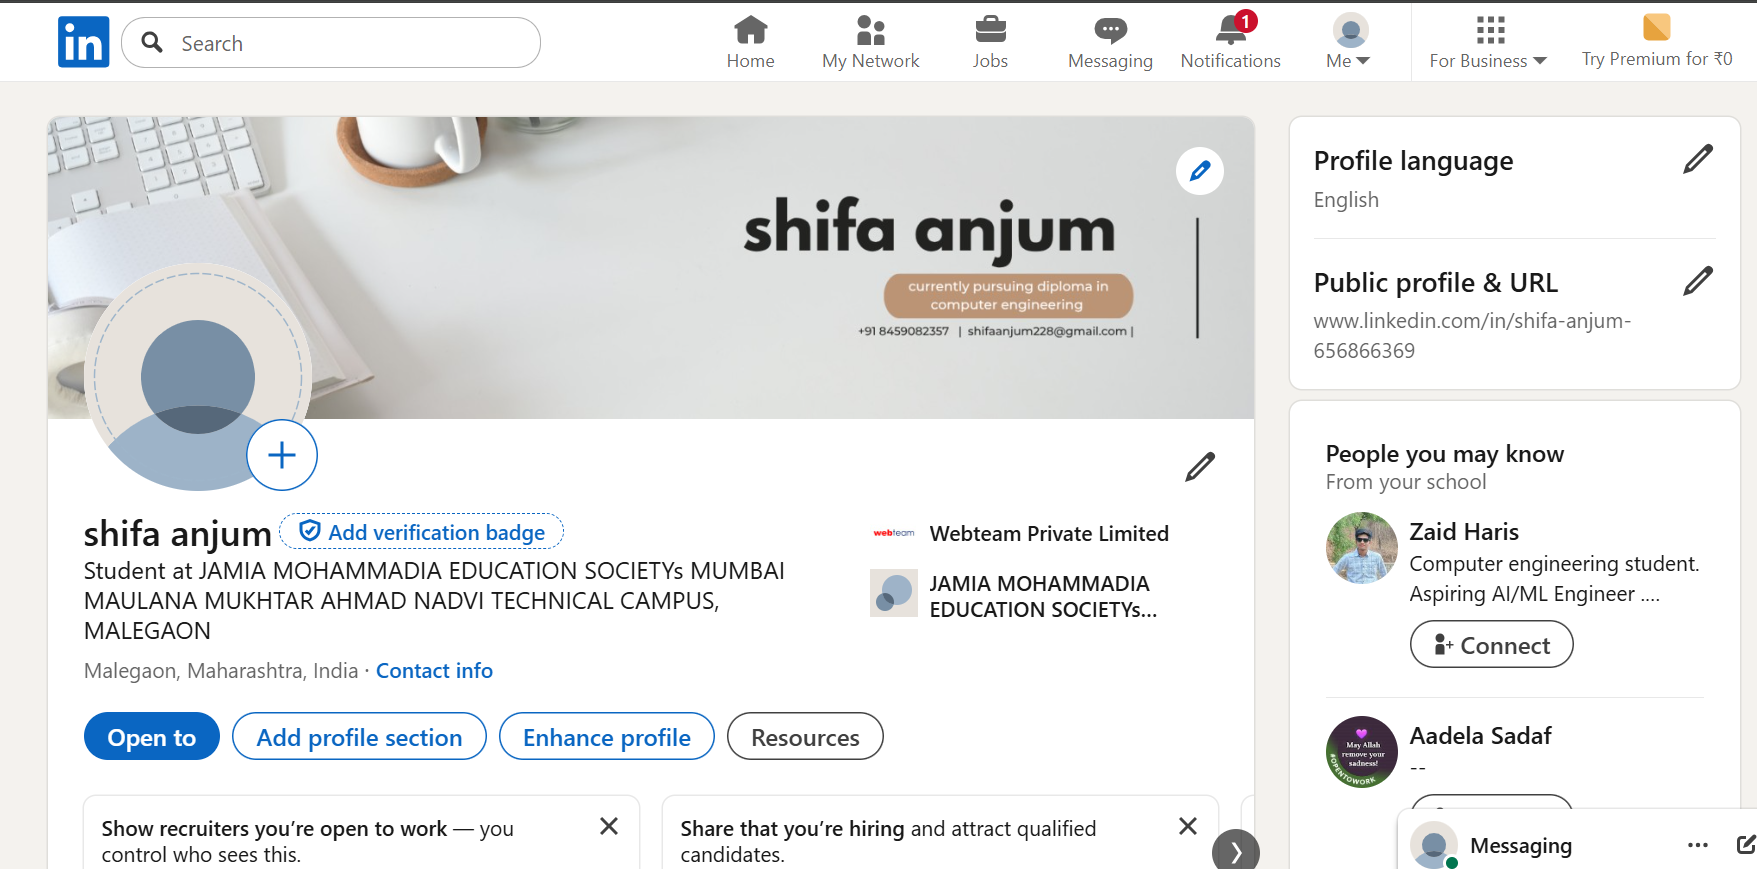 in
Search
Home
My Network
Jobs
Messaging
1
Notifications
Me
For Business
Try Premium for ₹0
shifa anjum
currently pursuing diploma in
computer engineering
+91 8459082357 | shifaanjum228@gmail.com |
shifa anjum
Add verification badge
Student at JAMIA MOHAMMADIA EDUCATION SOCIETYs MUMBAI
MAULANA MUKHTAR AHMAD NADVI TECHNICAL CAMPUS,
MALEGAON
Malegaon, Maharashtra, India · Contact info
webteam
Webteam Private Limited
JAMIA MOHAMMADIA
EDUCATION SOCIETYs...
Open to
Add profile section
Enhance profile
Resources
Show recruiters you’re open to work — you
control who sees this.
Share that you’re hiring and attract qualified
candidates.
Profile language
English
Public profile & URL
www.linkedin.com/in/shifa-anjum-
656866369
People you may know
From your school
Zaid Haris
Computer engineering student.
Aspiring AI/ML Engineer ....
Connect
May Allah
remove your
sadness!
#OPENTOWORK
Aadela Sadaf
--
Messaging